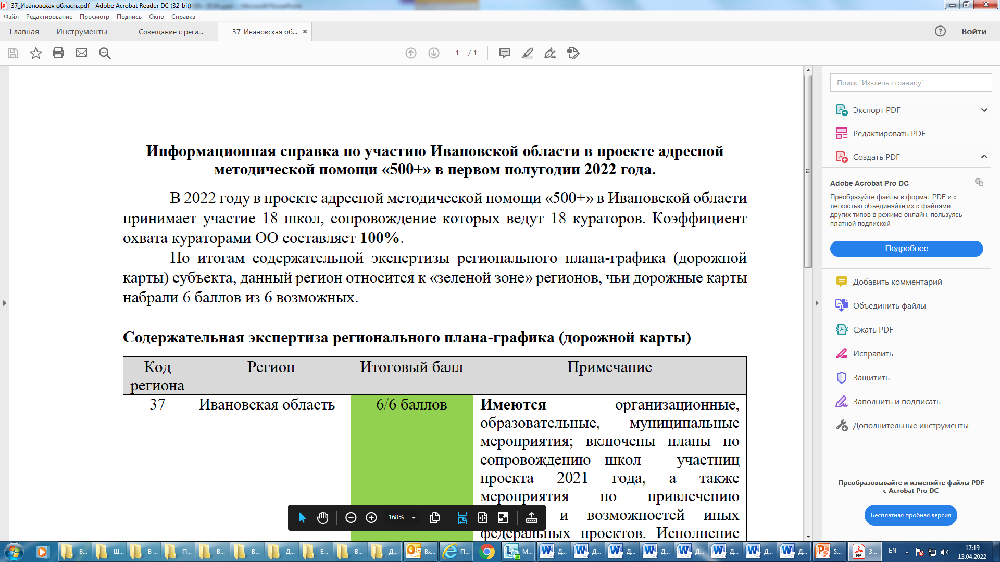 37_Ивановская область.pdf - Adobe Acrobat Reader DC (32-bit)
Файл Редактирование Просмотр Подпись Окно Справка
Главная Инструменты Совещание с реги... 37_Ивановская об... × Войти
1 / 1
Информационная справка по участию Ивановской области в проекте адресной
методической помощи «500+» в первом полугодии 2022 года.
В 2022 году в проекте адресной методической помощи «500+» в Ивановской области
принимает участие 18 школ, сопровождение которых ведут 18 кураторов. Коэффициент
охвата кураторами ОО составляет 100%.
По итогам содержательной экспертизы регионального плана-графика (дорожной
карты) субъекта, данный регион относится к «зеленой зоне» регионов, чьи дорожные карты
набрали 6 баллов из 6 возможных.
Содержательная экспертиза регионального плана-графика (дорожной карты)
Код
региона
Регион
Итоговый балл
Примечание
37
Ивановская область
6/6 баллов
Имеются организационные,
образовательные, муниципальные
мероприятия; включены планы по
сопровождению школ – участниц
проекта 2021 года, а также
мероприятия по привлечению
и возможностей иных
федеральных проектов. Исполнение
168%
Поиск "Извлечь страницу"
Экспорт PDF
Редактировать PDF
Создать PDF
Adobe Acrobat Pro DC
Преобразуйте файлы в формат PDF и с
легкостью объединяйте их с файлами
других типов в режиме онлайн, пользуясь
платной подпиской
Подробнее
Добавить комментарий
Объединить файлы
Сжать PDF
Исправить
Защитить
Заполнить и подписать
Дополнительные инструменты
Преобразовывайте и изменяйте файлы PDF
с Acrobat Pro DC
Бесплатная пробная версия
В... Ш... В ... П... В... В... Д... Е... В... Д... Вх... П... М... Д... Д... Д... Д... Д... Д... Д... Д... 5... 3... EN 17:19
13.04.2022